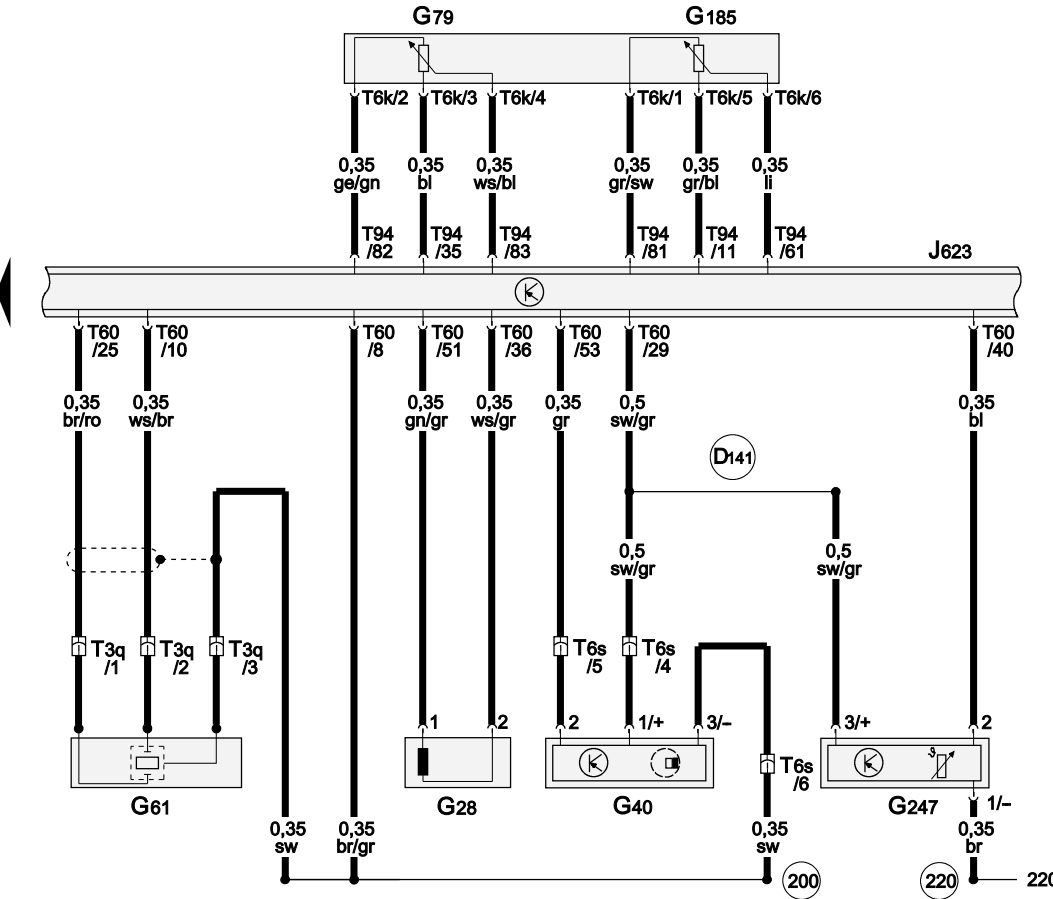 G79 G185
T6k/2 T6k/3 T6k/4 T6k/1 T6k/5 T6k/6
0,35 0,35 0,35 0,35 0,35 0,35
ge/gn bl ws/bl gr/sw gr/bl li
T94 T94 T94 T94 T94 T94
/82 /35 /83 /81 /11 /61
J623
T60 T60 T60 T60 T60 T60 T60 T60
/25 /10 /8 /51 /36 /53 /29 /40
0,35 0,35 0,35 0,35 0,35 0,5 0,35
br/ro ws/br gn/gr ws/gr gr sw/gr bl
D141
0,5 0,5
sw/gr sw/gr
T3q T3q T3q T6s T6s
/1 /2 /3 /5 /4
1 2 2 1/+ 3/– 3/+ 2
ϑ
T6s
/6
G61 G28 G40 G247
1/–
0,35 0,35 0,35 0,35
sw br/gr sw br
200 220 220